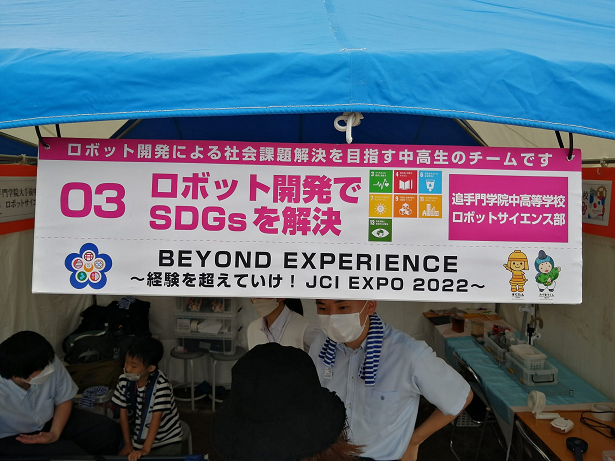 ロボット開発による社会課題解決を目指す中高生のチームです
03
ロボット開発で
SDGsを解決
追手門学院中高等学校
ロボットサイエンス部
BEYOND EXPERIENCE
〜経験を超えていけ！JCI EXPO 2022〜